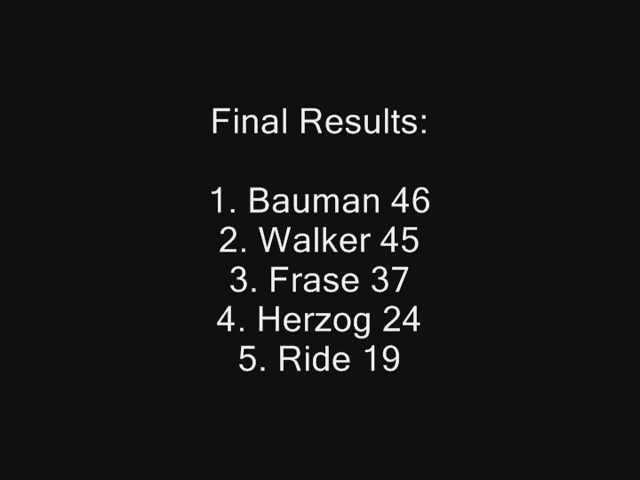 Final Results:
1. Bauman 46
2. Walker 45
3. Frase 37
4. Herzog 24
5. Ride 19